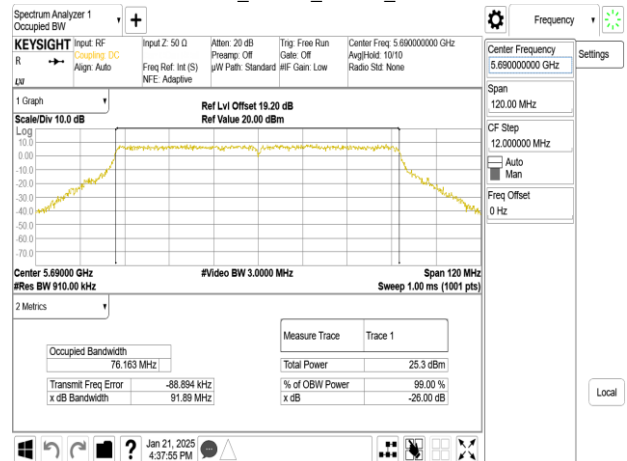 Spectrum Analyzer 1
Occupied BW
Frequency
KEYSIGHT
R
Input: RF
Coupling: DC
Align: Auto
Input Z: 50 Ω
Freq Ref: Int (S)
NFE: Adaptive
Atten: 20 dB
Preamp: Off
µW Path: Standard
Trig: Free Run
Gate: Off
#IF Gain: Low
Center Freq: 5.690000000 GHz
Avg|Hold: 10/10
Radio Std: None
Center Frequency
5.690000000 GHz
Settings
Span
120.00 MHz
CF Step
12.000000 MHz
Auto
Man
Freq Offset
0 Hz
Local
1 Graph
Scale/Div 10.0 dB
Ref Lvl Offset 19.20 dB
Ref Value 20.00 dBm
Log
10.0
0.00
-10.0
-20.0
-30.0
-40.0
-50.0
-60.0
-70.0
Center 5.69000 GHz
#Video BW 3.0000 MHz
Span 120 MHz
#Res BW 910.00 kHz
Sweep 1.00 ms (1001 pts)
2 Metrics
Measure Trace Trace 1
Occupied Bandwidth
76.163 MHz
Total Power 25.3 dBm
Transmit Freq Error -88.894 kHz
% of OBW Power 99.00 %
x dB Bandwidth 91.89 MHz
x dB -26.00 dB
Jan 21, 2025
4:37:55 PM